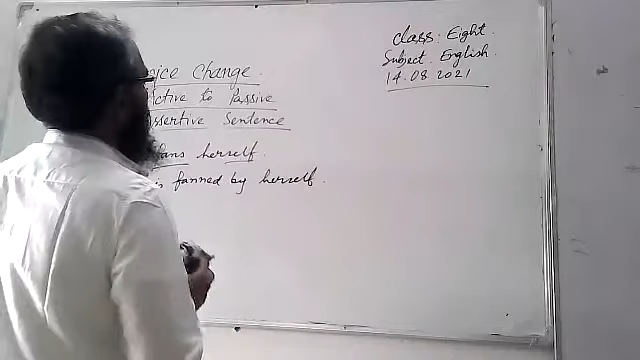 Class: Eight.
Subject. English.
14.08 2021
Change.
Active to Passive
Assertive Sentence
fans herself.
is fanned by herself.